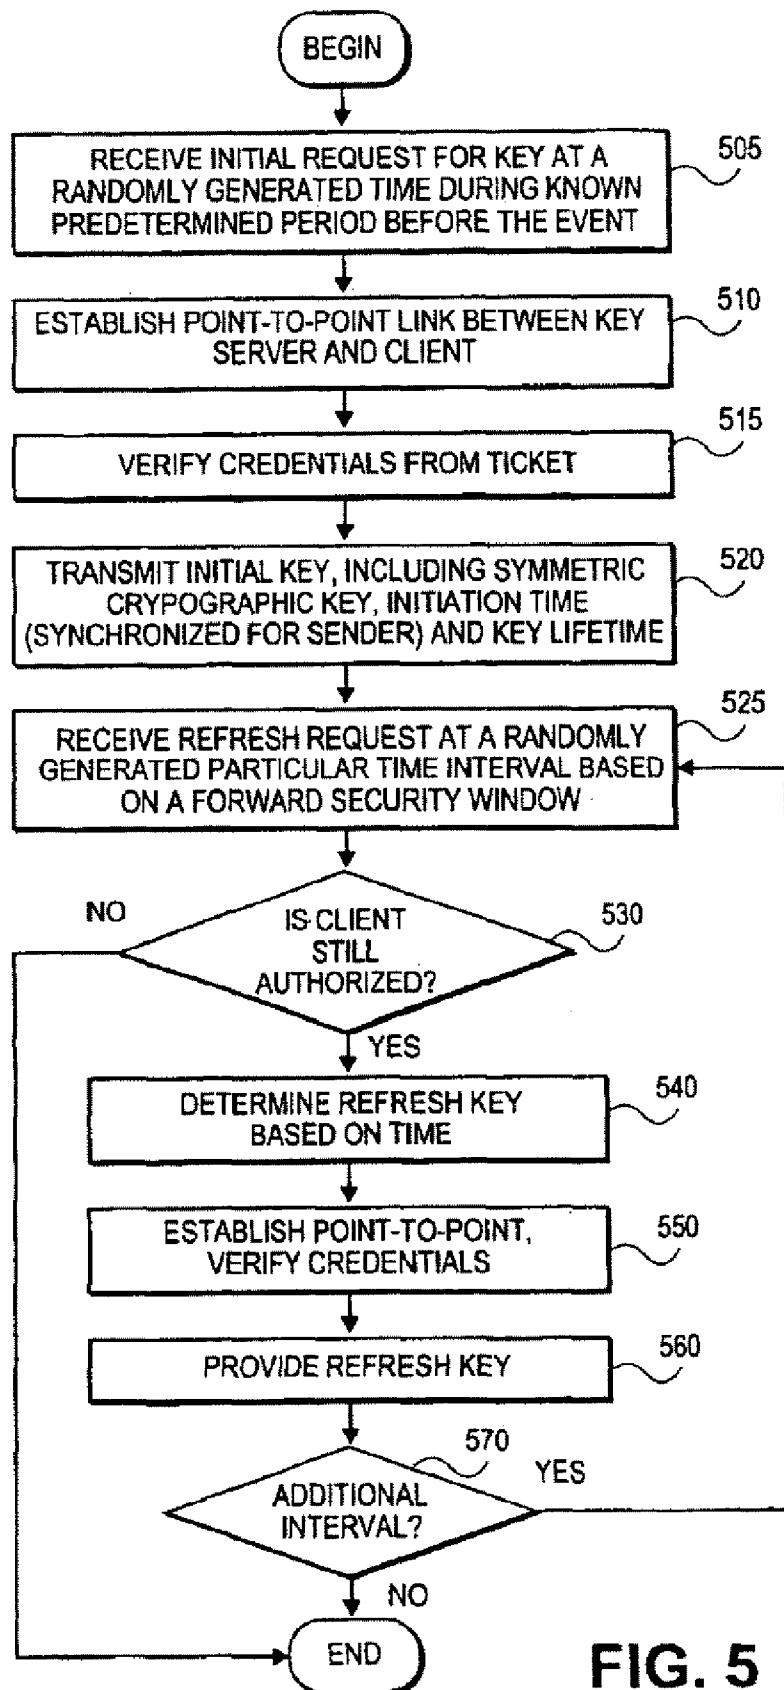 BEGIN
RECEIVE INITIAL REQUEST FOR KEY AT A
RANDOMLY GENERATED TIME DURING KNOWN
PREDETERMINED PERIOD BEFORE THE EVENT
505
ESTABLISH POINT-TO-POINT LINK BETWEEN KEY
SERVER AND CLIENT
510
VERIFY CREDENTIALS FROM TICKET
515
TRANSMIT INITIAL KEY, INCLUDING SYMMETRIC
CRYPOGRAPHIC KEY, INITIATION TIME
(SYNCHRONIZED FOR SENDER) AND KEY LIFETIME
520
RECEIVE REFRESH REQUEST AT A RANDOMLY
GENERATED PARTICULAR TIME INTERVAL BASED
ON A FORWARD SECURITY WINDOW
525
NO
IS CLIENT
STILL
AUTHORIZED?
530
YES
DETERMINE REFRESH KEY
BASED ON TIME
540
ESTABLISH POINT-TO-POINT,
VERIFY CREDENTIALS
550
PROVIDE REFRESH KEY
560
570
ADDITIONAL
INTERVAL?
YES
NO
END
FIG. 5